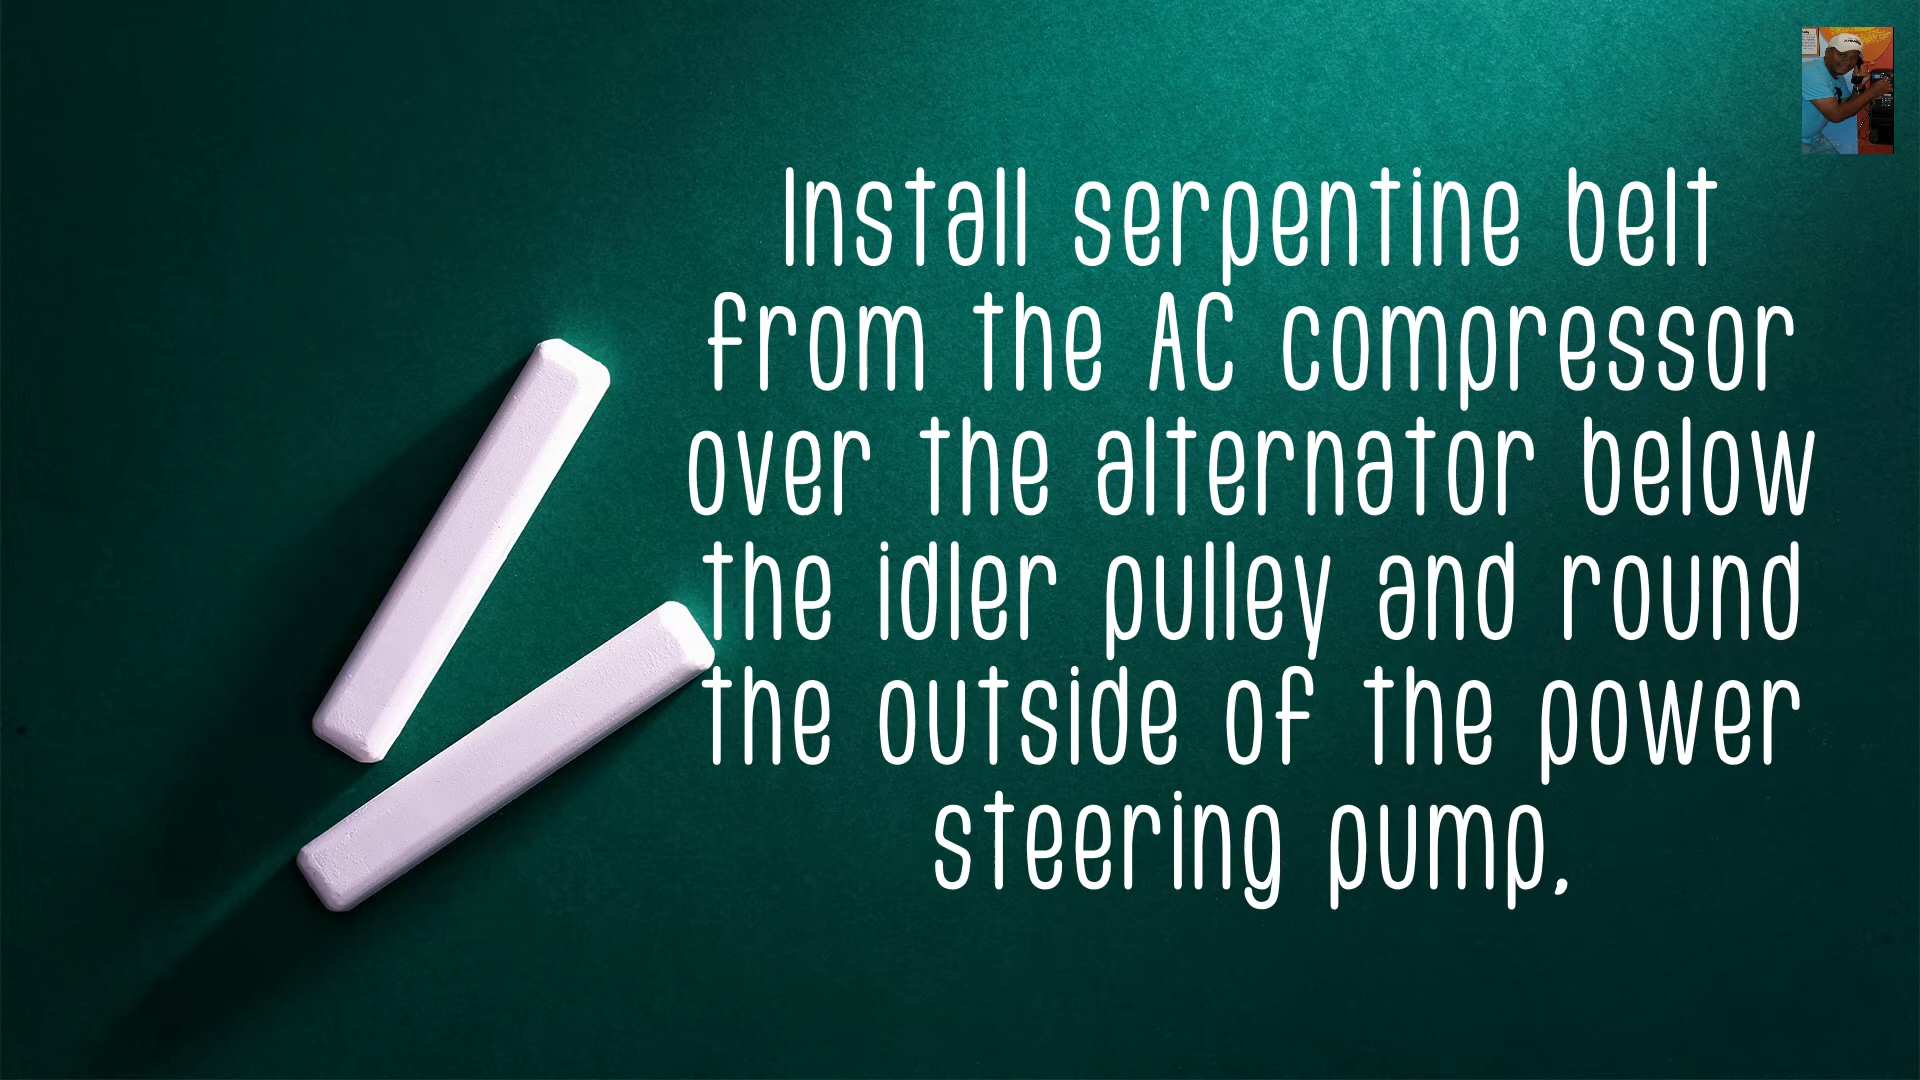 Install serpentine belt
from the AC compressor
over the alternator below
the idler pulley and round
the outside of the power
steering pump,